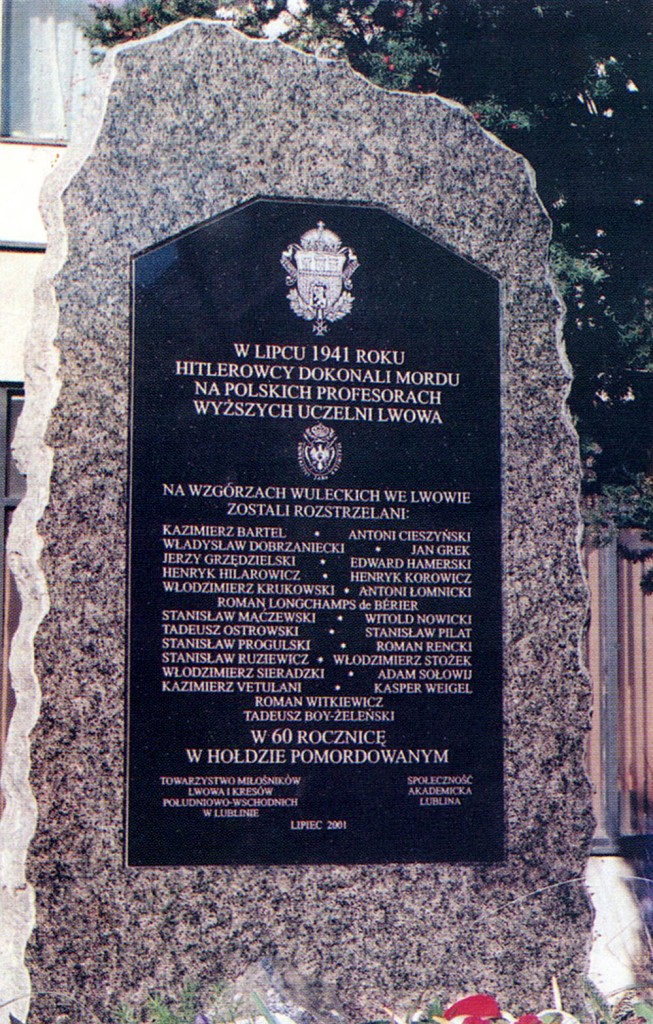 W LIPCU 1941 ROKU
HITLEROWCY DOKONALI MORDU
NA POLSKICH PROFESORACH
WYŻSZYCH UCZELNI LWOWA
NA WZGÓRZACH WULECKICH WE LWOWIE
ZOSTALI ROZSTRZELANI:
KAZIMIERZ BARTEL • ANTONI CIESZYŃSKI
WŁADYSŁAW DOBRZANIECKI • JAN GREK
JERZY GRZĘDZIELSKI • EDWARD HAMERSKI
HENRYK HILAROWICZ • HENRYK KOROWICZ
WŁODZIMIERZ KRUKOWSKI • ANTONI ŁOMNICKI
ROMAN LONGCHAMPS de BÉRIER
STANISŁAW MĄCZEWSKI • WITOLD NOWICKI
TADEUSZ OSTROWSKI • STANISŁAW PILAT
STANISŁAW PROGULSKI • ROMAN RENCKI
STANISŁAW RUZIEWICZ • WŁODZIMIERZ STOŻEK
WŁODZIMIERZ SIERADZKI • ADAM SOŁOWIJ
KAZIMIERZ VETULANI • KASPER WEIGEL
ROMAN WITKIEWICZ
TADEUSZ BOY-ŻELEŃSKI
W 60 ROCZNICĘ
W HOŁDZIE POMORDOWANYM
TOWARZYSTWO MIŁOŚNIKÓW
LWOWA I KRESÓW
POŁUDNIOWO-WSCHODNICH
W LUBLINIE
SPOŁECZNOŚĆ
AKADEMICKA
LUBLINA
LIPIEC 2001